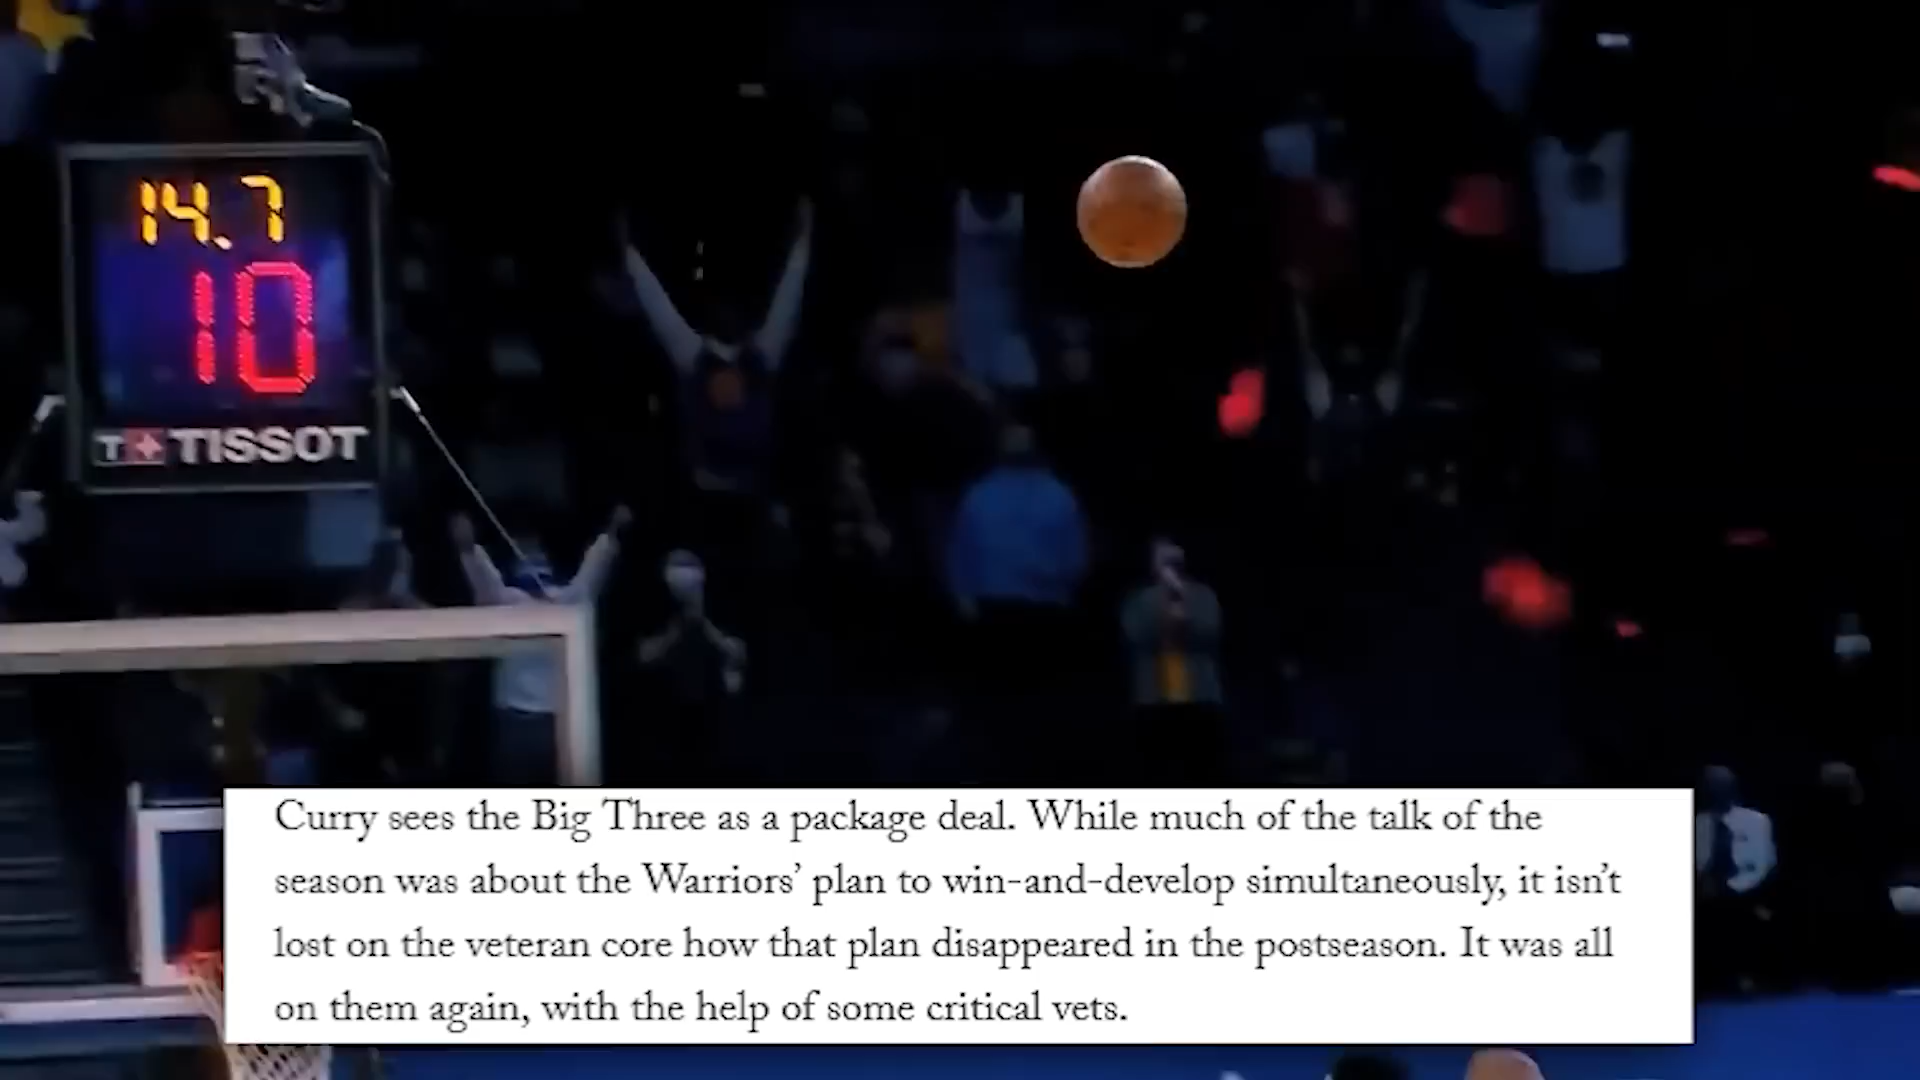 14.7
10
T+ TISSOT
Curry sees the Big Three as a package deal. While much of the talk of the
season was about the Warriors’ plan to win-and-develop simultaneously, it isn’t
lost on the veteran core how that plan disappeared in the postseason. It was all
on them again, with the help of some critical vets.